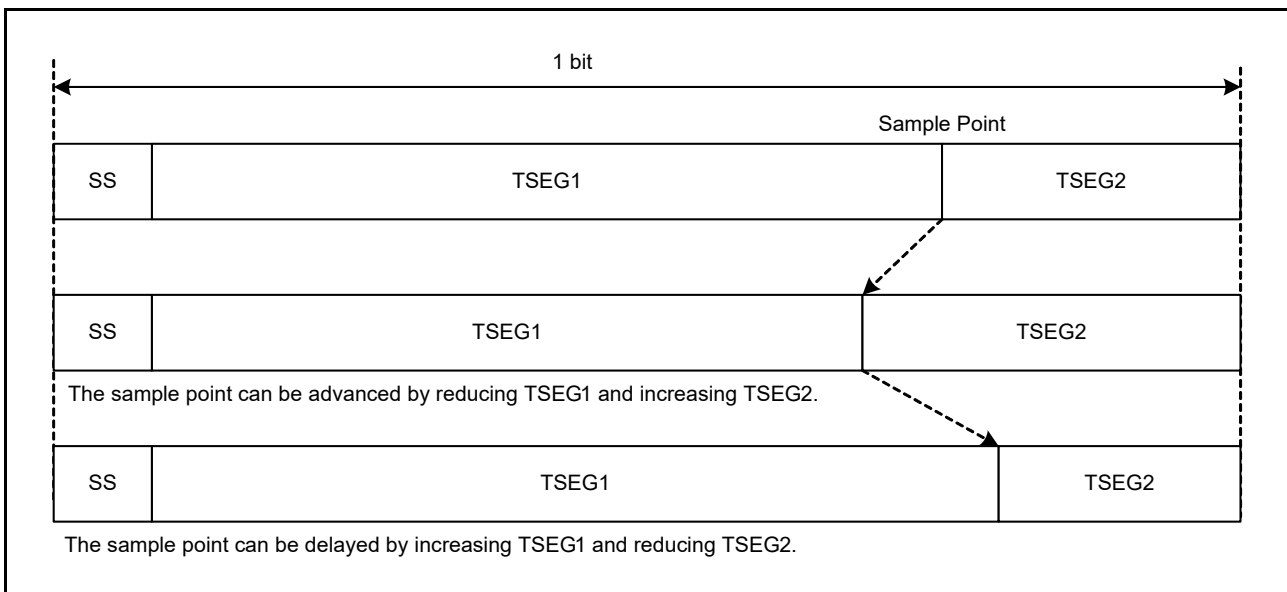 1 bit
Sample Point
SS TSEG1 TSEG2
SS TSEG1 TSEG2
The sample point can be advanced by reducing TSEG1 and increasing TSEG2.
SS TSEG1 TSEG2
The sample point can be delayed by increasing TSEG1 and reducing TSEG2.